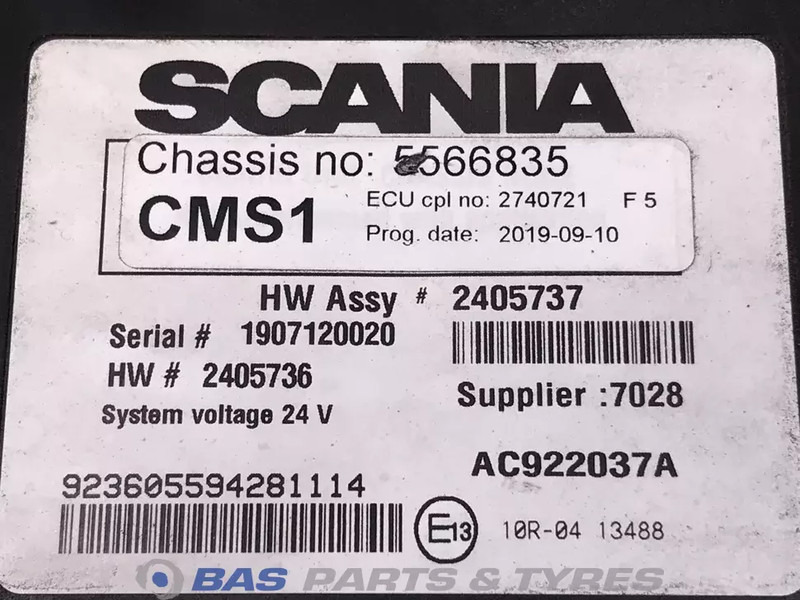 SCANIA
Chassis no: 5566835
CMS1 ECU cpl no: 2740721 F 5
Prog. date: 2019-09-10
HW Assy # 2405737
Serial # 1907120020
HW # 2405736
Supplier :7028
System voltage 24 V
AC922037A
923605594281114
E13 10R-04 13488
BAS PARTS & TYRES